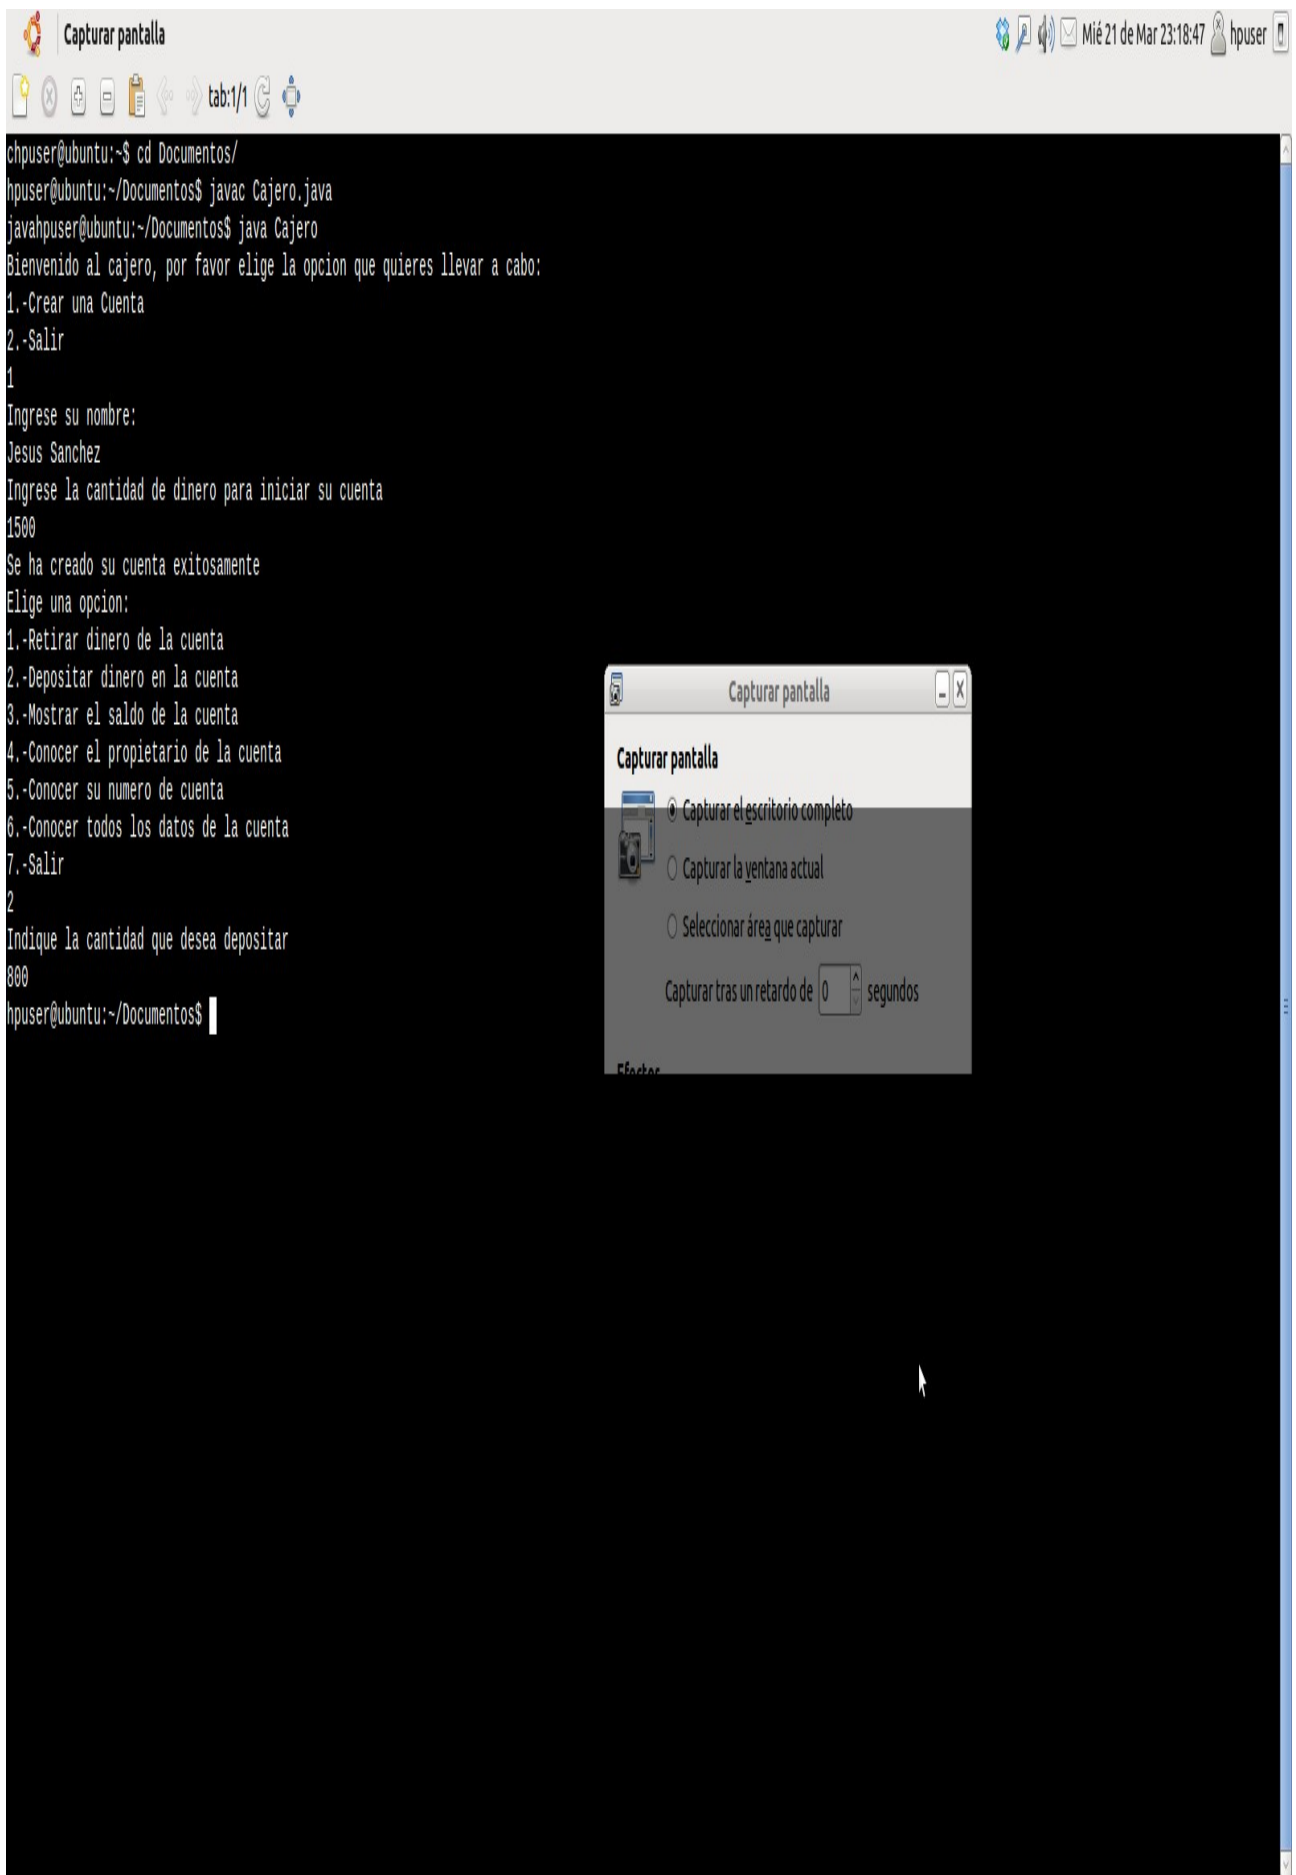 Capturar pantalla
Mié 21 de Mar 23:18:47 hpuser
tab:1/1
chpuser@ubuntu:~$ cd Documentos/
hpuser@ubuntu:~/Documentos$ javac Cajero.java
javahpuser@ubuntu:~/Documentos$ java Cajero
Bienvenido al cajero, por favor elige la opcion que quieres llevar a cabo:
1.-Crear una Cuenta
2.-Salir
1
Ingrese su nombre:
Jesus Sanchez
Ingrese la cantidad de dinero para iniciar su cuenta
1500
Se ha creado su cuenta exitosamente
Elige una opcion:
1.-Retirar dinero de la cuenta
2.-Depositar dinero en la cuenta
3.-Mostrar el saldo de la cuenta
4.-Conocer el propietario de la cuenta
5.-Conocer su numero de cuenta
6.-Conocer todos los datos de la cuenta
7.-Salir
2
Indique la cantidad que desea depositar
800
hpuser@ubuntu:~/Documentos$
Capturar pantalla
Capturar pantalla
Capturar el escritorio completo
Capturar la ventana actual
Seleccionar área que capturar
Capturar tras un retardo de 0 segundos
Efectos